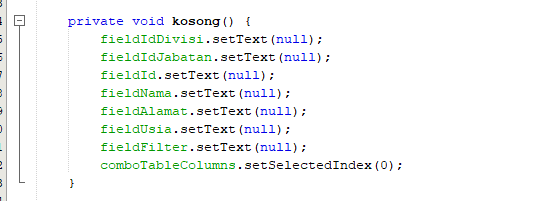 private void kosong() {
fieldIdDivisi.setText(null);
fieldIdJabatan.setText(null);
fieldId.setText(null);
fieldNama.setText(null);
fieldAlamat.setText(null);
fieldUsia.setText(null);
fieldFilter.setText(null);
comboTableColumns.setSelectedIndex(0);
}